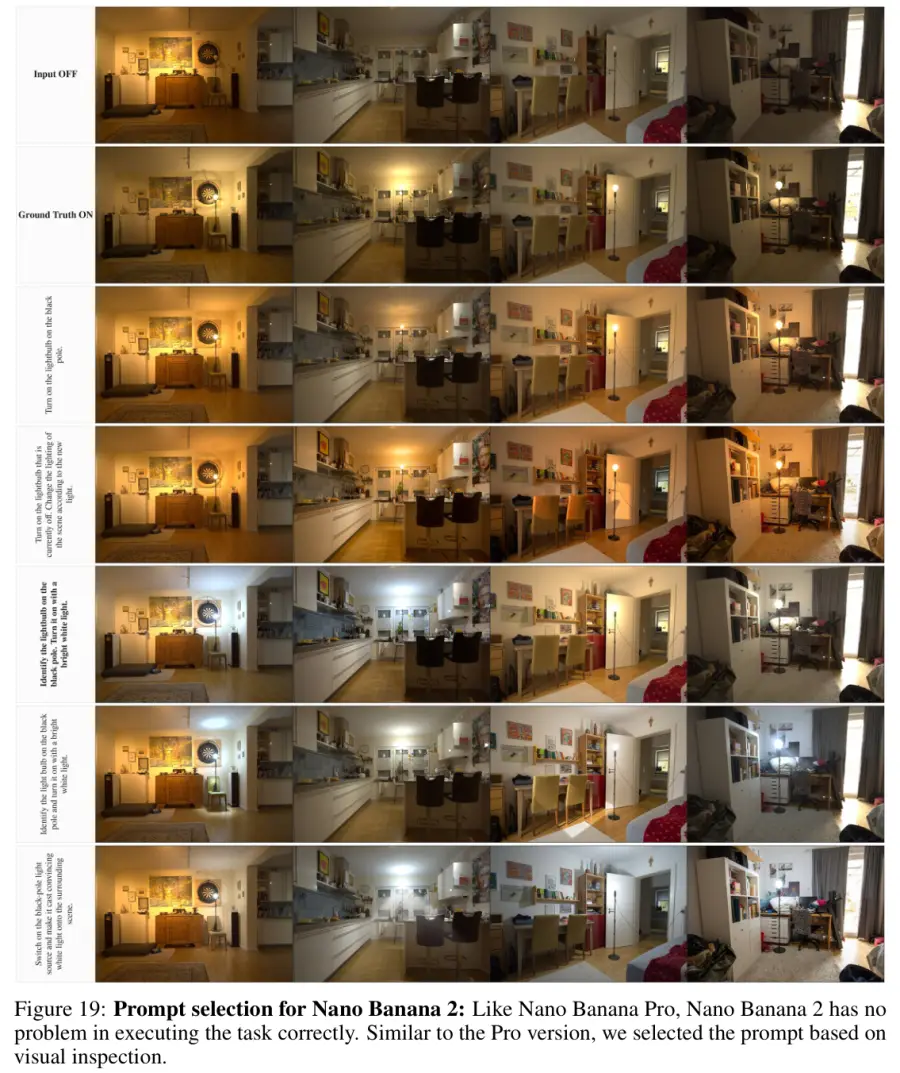 Input OFF
Ground Truth ON
Turn on the lightbulb on the black
pole.
Turn on the lightbulb that is
currently off. Change the lighting of
the scene according to the new
light.
Identify the lightbulb on the
black pole. Turn it on with a
bright white light.
Identify the light bulb on the black
pole and turn it on with a bright
white light.
Switch on the black-pole light
source and make it cast convincing
white light onto the surrounding
scene.
Figure 19: Prompt selection for Nano Banana 2: Like Nano Banana Pro, Nano Banana 2 has no
problem in executing the task correctly. Similar to the Pro version, we selected the prompt based on
visual inspection.